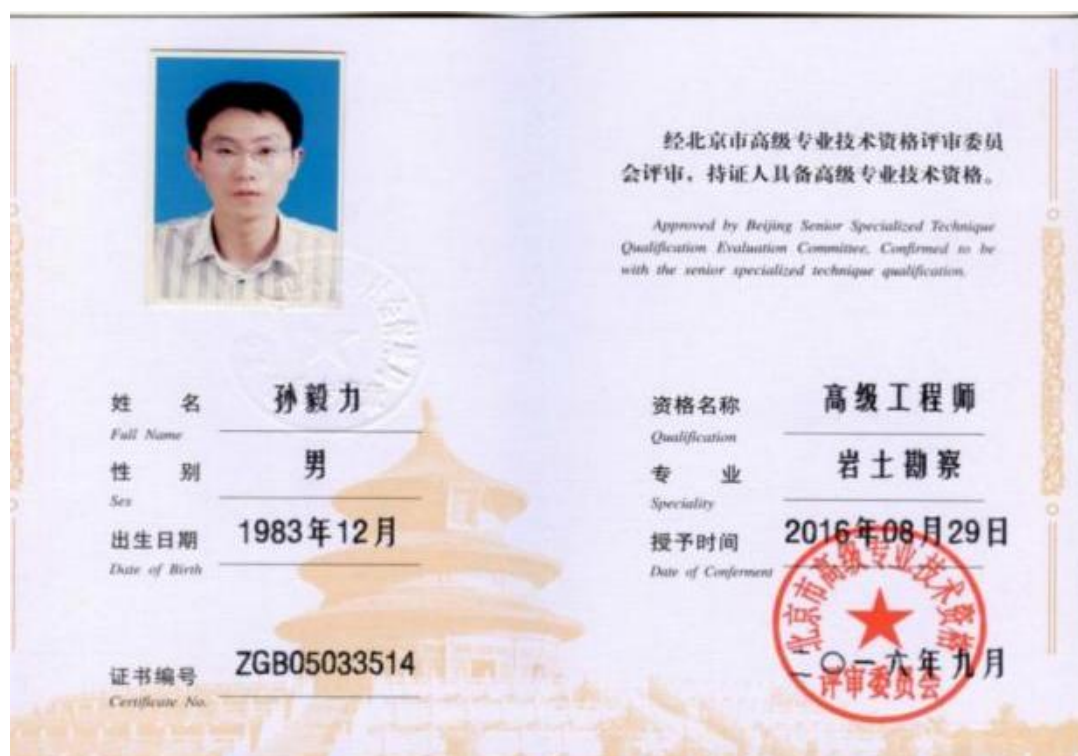 经北京市高级专业技术资格评审委员
会评审，持证人具备高级专业技术资格。
Approved by Beijing Senior Specialized Technique
Qualification Evaluation Committee, Confirmed to be
with the senior specialized technique qualification.
姓 名 孙毅力
Full Name
性 别 男
Sex
出生日期 1983年12月
Date of Birth
证书编号 ZGB05033514
Certificate No.
资格名称 高级工程师
Qualification
专 业 岩土勘察
Speciality
授予时间 2016年08月29日
Date of Conferment
北京市高级专业技术资格
评审委员会
二〇一六年九月